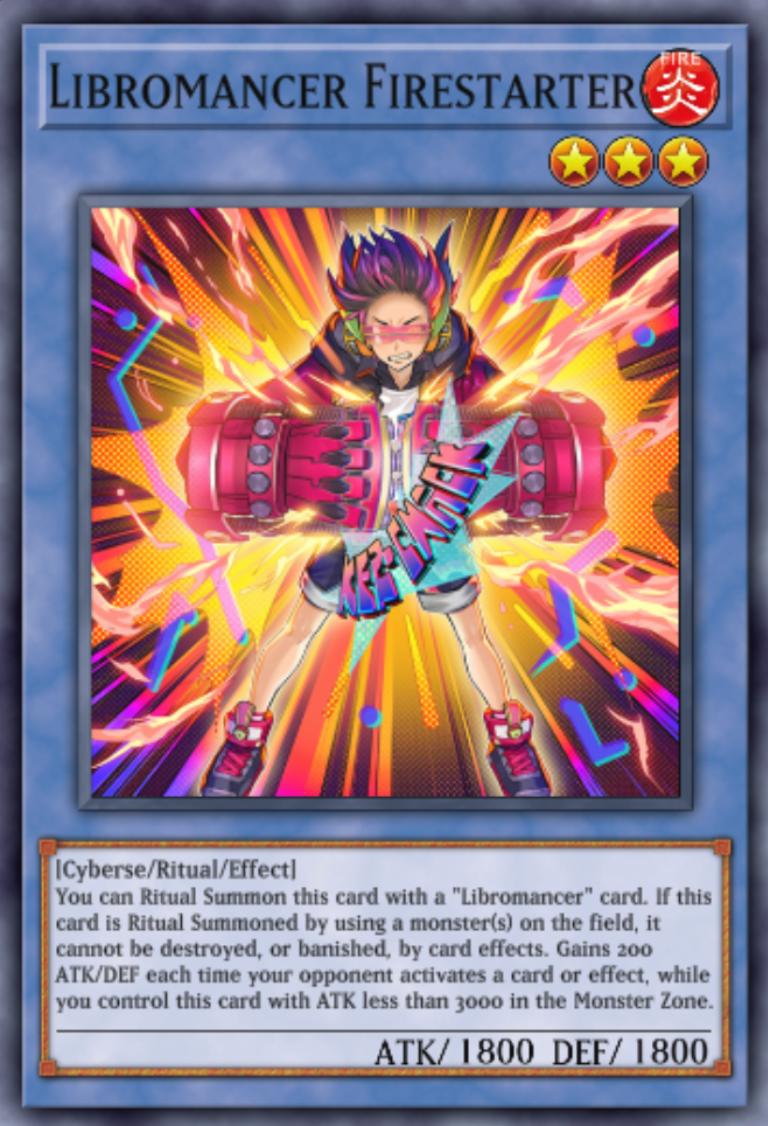 Libromancer Firestarter
FIRE
炎
[Cyberse/Ritual/Effect]
You can Ritual Summon this card with a "Libromancer" card. If this
card is Ritual Summoned by using a monster(s) on the field, it
cannot be destroyed, or banished, by card effects. Gains 200
ATK/DEF each time your opponent activates a card or effect, while
you control this card with ATK less than 3000 in the Monster Zone.
ATK/ 1800 DEF/ 1800